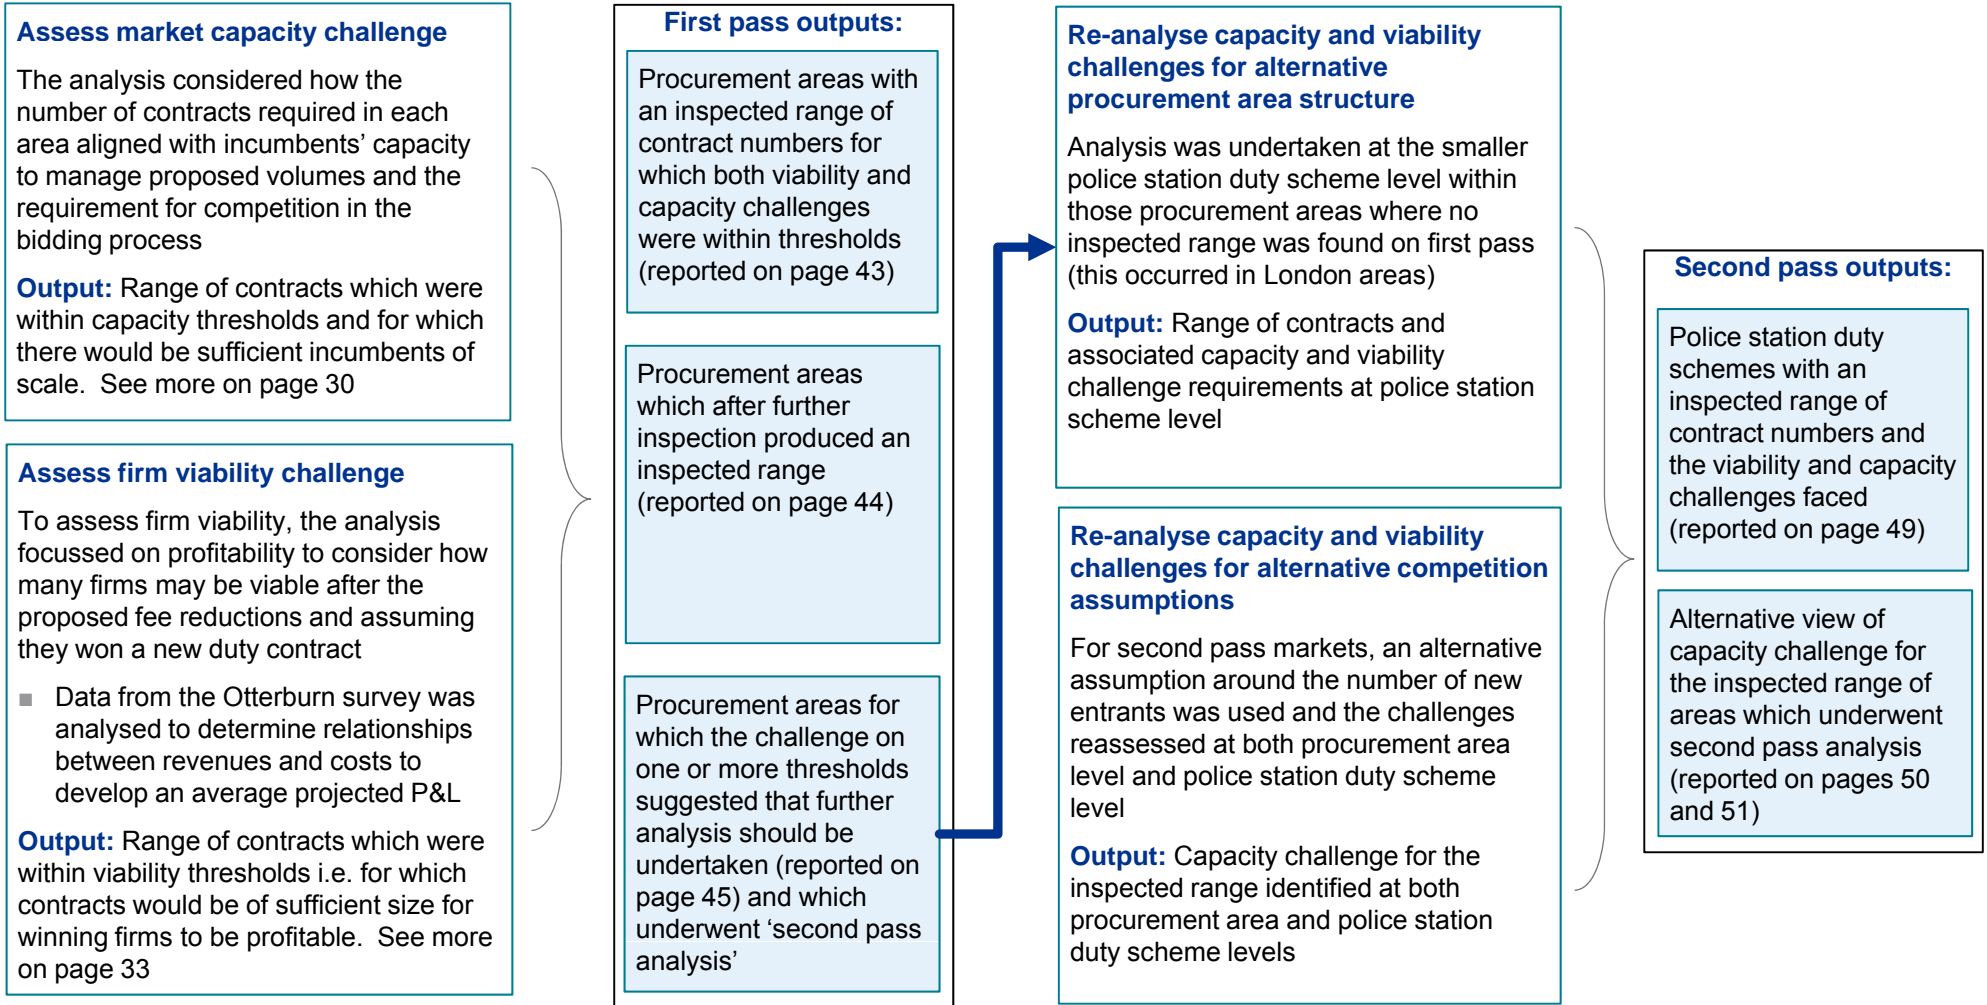 Assess market capacity challenge
The analysis considered how the
number of contracts required in each
area aligned with incumbents’ capacity
to manage proposed volumes and the
requirement for competition in the
bidding process
Output: Range of contracts which were
within capacity thresholds and for which
there would be sufficient incumbents of
scale.  See more on page 30
Assess firm viability challenge
To assess firm viability, the analysis
focussed on profitability to consider how
many firms may be viable after the
proposed fee reductions and assuming
they won a new duty contract
■ Data from the Otterburn survey was
analysed to determine relationships
between revenues and costs to
develop an average projected P&L
Output: Range of contracts which were
within viability thresholds i.e. for which
contracts would be of sufficient size for
winning firms to be profitable.  See more
on page 33
First pass outputs:
Procurement areas with
an inspected range of
contract numbers for
which both viability and
capacity challenges
were within thresholds
(reported on page 43)
Procurement areas
which after further
inspection produced an
inspected range
(reported on page 44)
Procurement areas for
which the challenge on
one or more thresholds
suggested that further
analysis should be
undertaken (reported on
page 45) and which
underwent ‘second pass
analysis’
Re-analyse capacity and viability
challenges for alternative
procurement area structure
Analysis was undertaken at the smaller
police station duty scheme level within
those procurement areas where no
inspected range was found on first pass
(this occurred in London areas)
Output: Range of contracts and
associated capacity and viability
challenge requirements at police station
scheme level
Re-analyse capacity and viability
challenges for alternative competition
assumptions
For second pass markets, an alternative
assumption around the number of new
entrants was used and the challenges
reassessed at both procurement area
level and police station duty scheme
level
Output: Capacity challenge for the
inspected range identified at both
procurement area and police station
duty scheme levels
Second pass outputs:
Police station duty
schemes with an
inspected range of
contract numbers and
the viability and capacity
challenges faced
(reported on page 49)
Alternative view of
capacity challenge for
the inspected range of
areas which underwent
second pass analysis
(reported on pages 50
and 51)